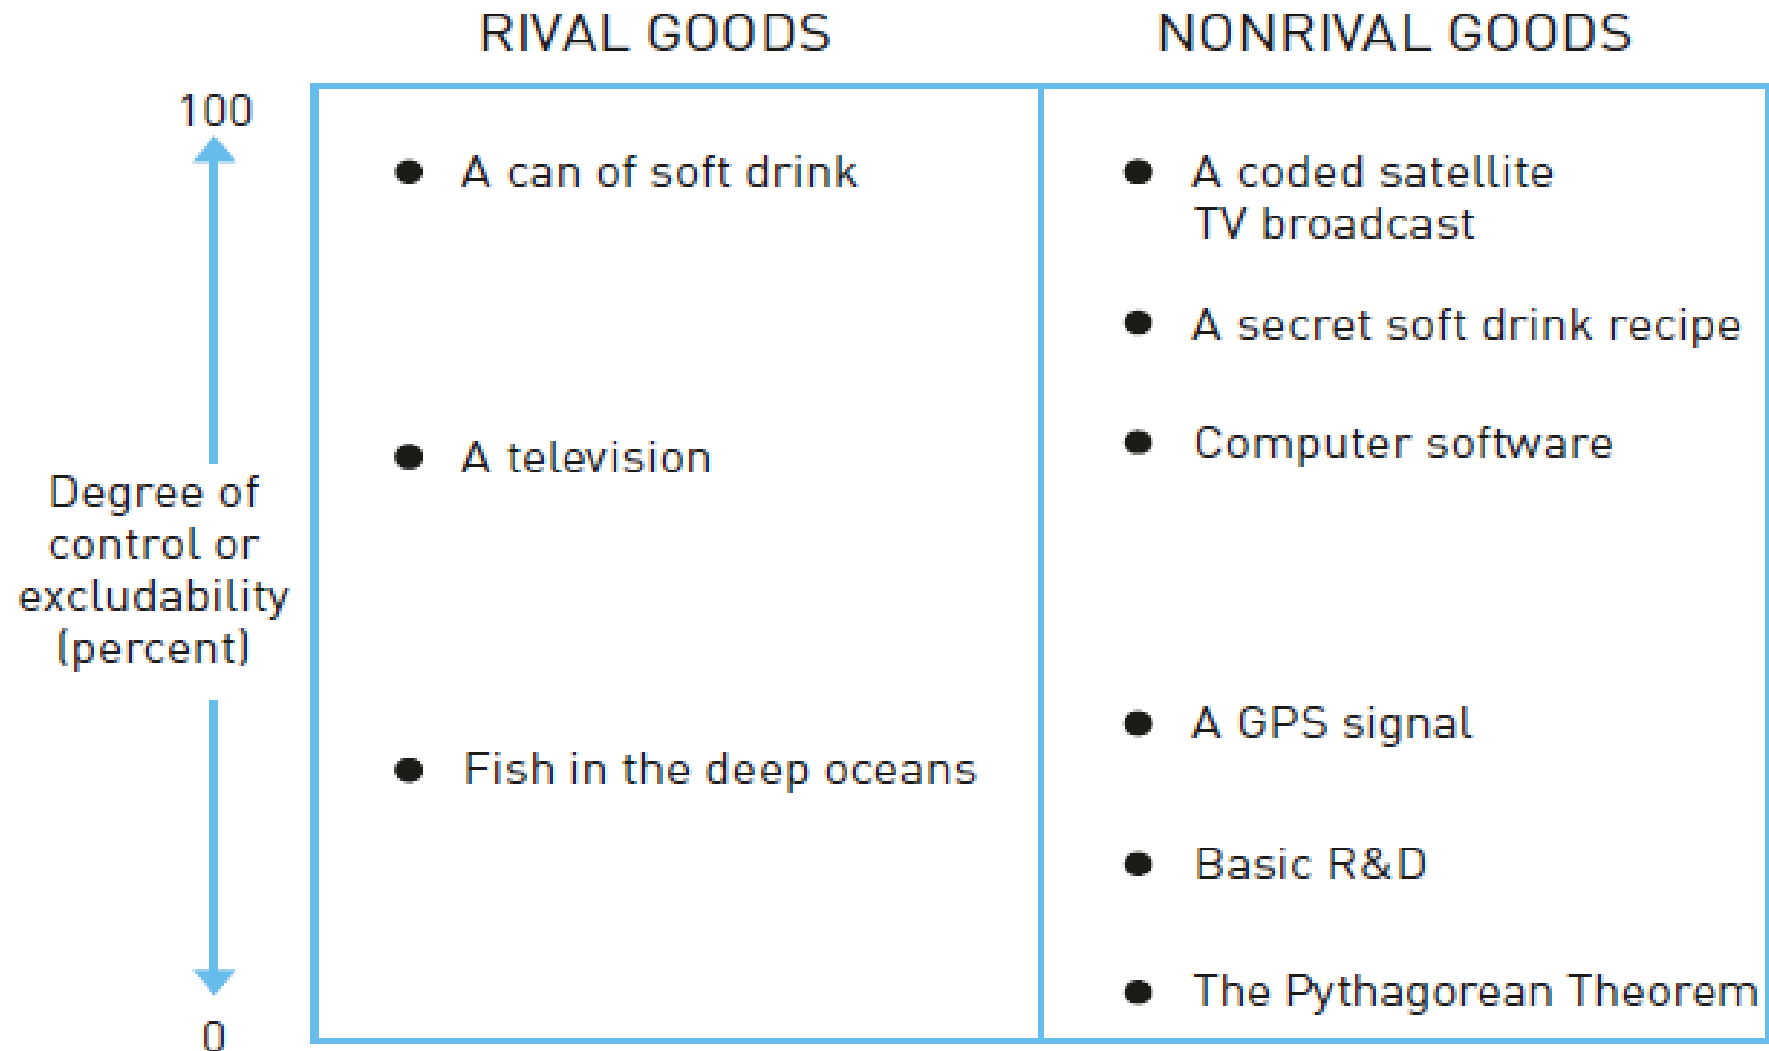 RIVAL GOODS
NONRIVAL GOODS
100
Degree of
control or
excludability
(percent)
0
A can of soft drink
A television
Fish in the deep oceans
A coded satellite
TV broadcast
A secret soft drink recipe
Computer software
A GPS signal
Basic R&D
The Pythagorean Theorem